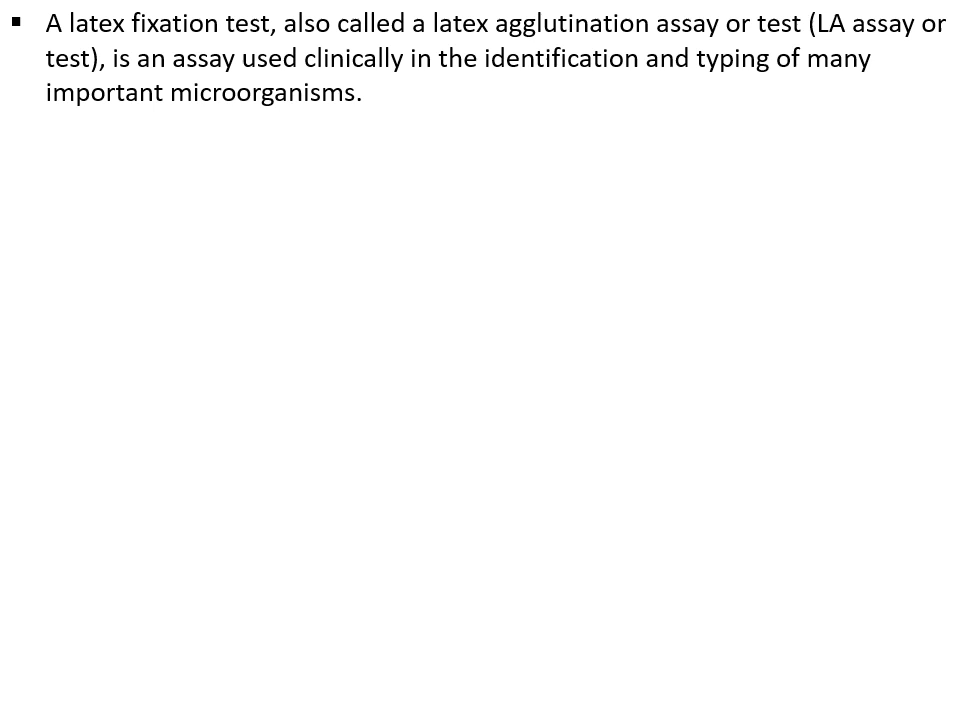 ▪ A latex fixation test, also called a latex agglutination assay or test (LA assay or
test), is an assay used clinically in the identification and typing of many
important microorganisms.